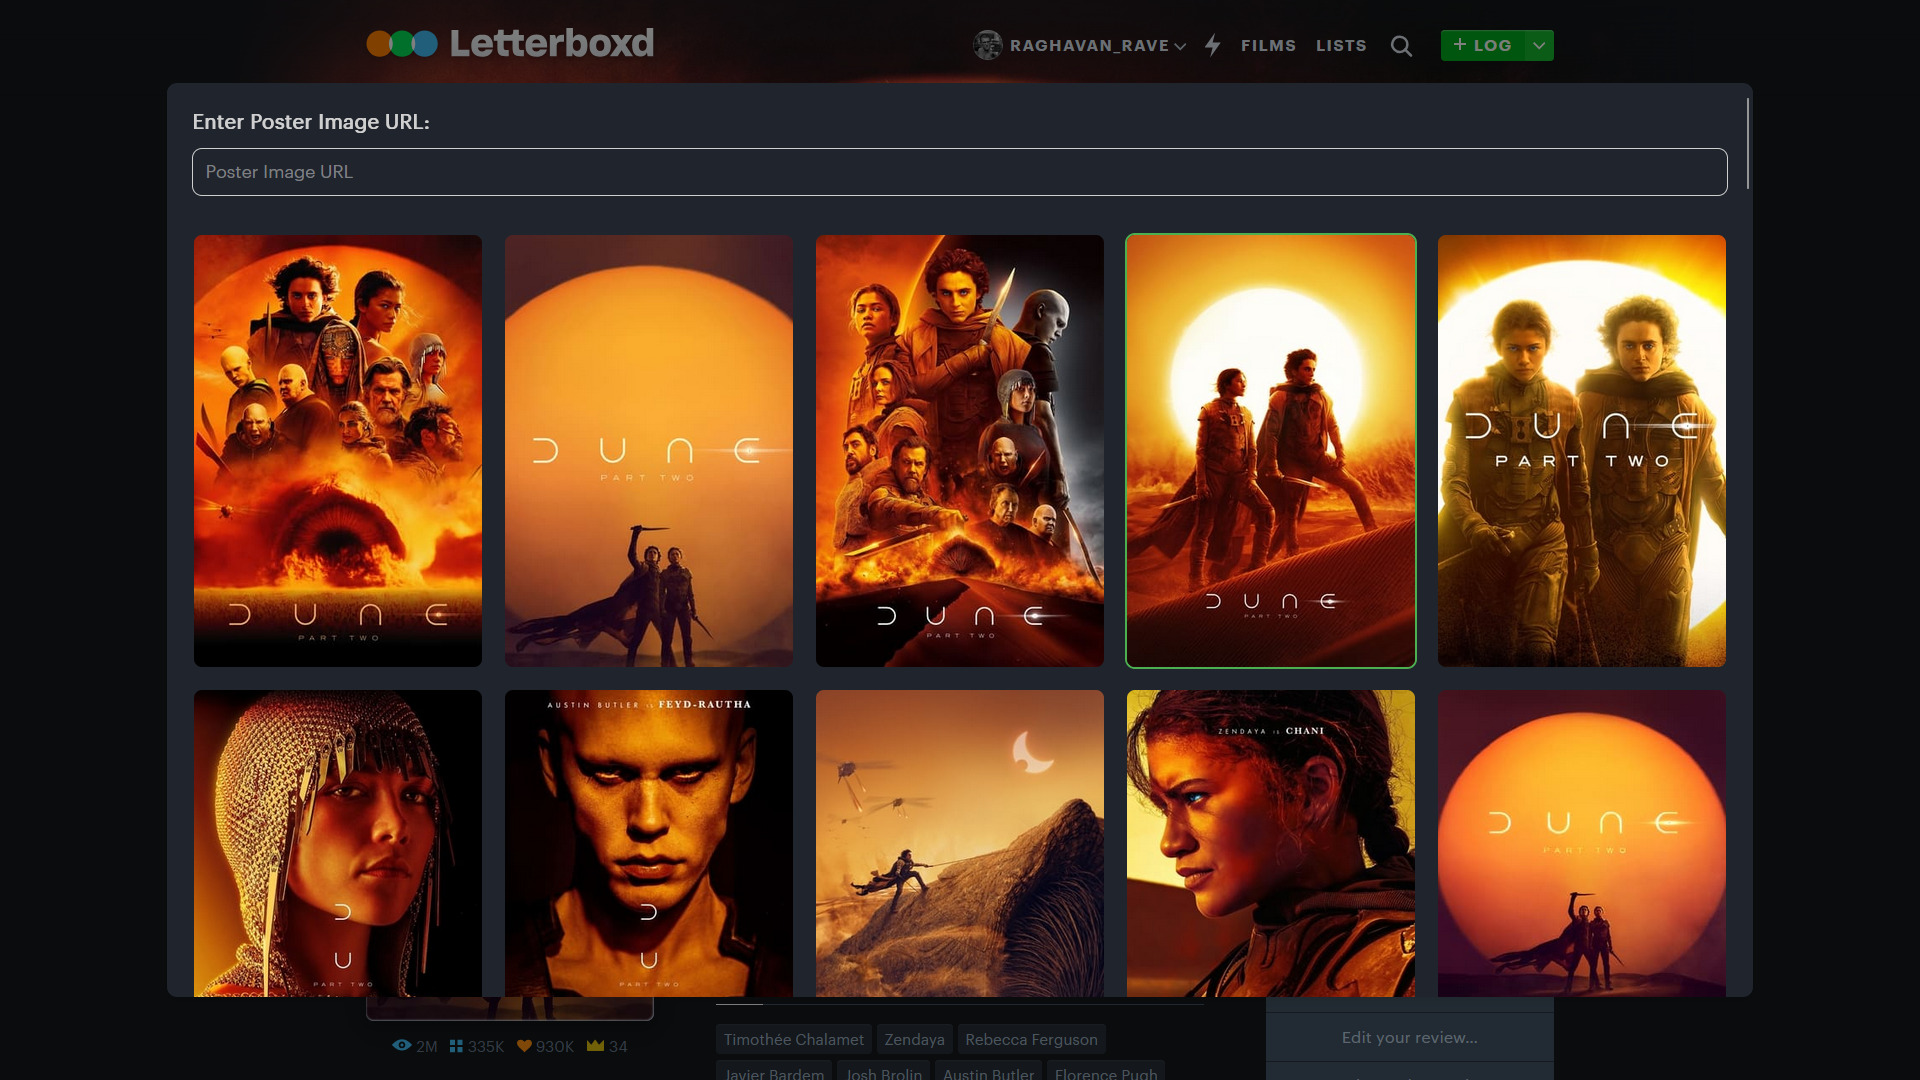 Letterboxd
RAGHAVAN_RAVE
FILMS
LISTS
+ LOG
Enter Poster Image URL:
Poster Image URL
DUNE
PART TWO
DUNE
PART TWO
DUNE
PART TWO
DUNE
PART TWO
DUNE
PART TWO
DU
PART TWO
AUSTIN BUTLER IS FEYD-RAUTHA
DU
PART TWO
ZENDAYA IS CHANI
DUNE
PART TWO
2M 335K 930K 34
Timothée Chalamet Zendaya Rebecca Ferguson
Javier Bardem Josh Brolin Austin Butler Florence Pugh
Edit your review...